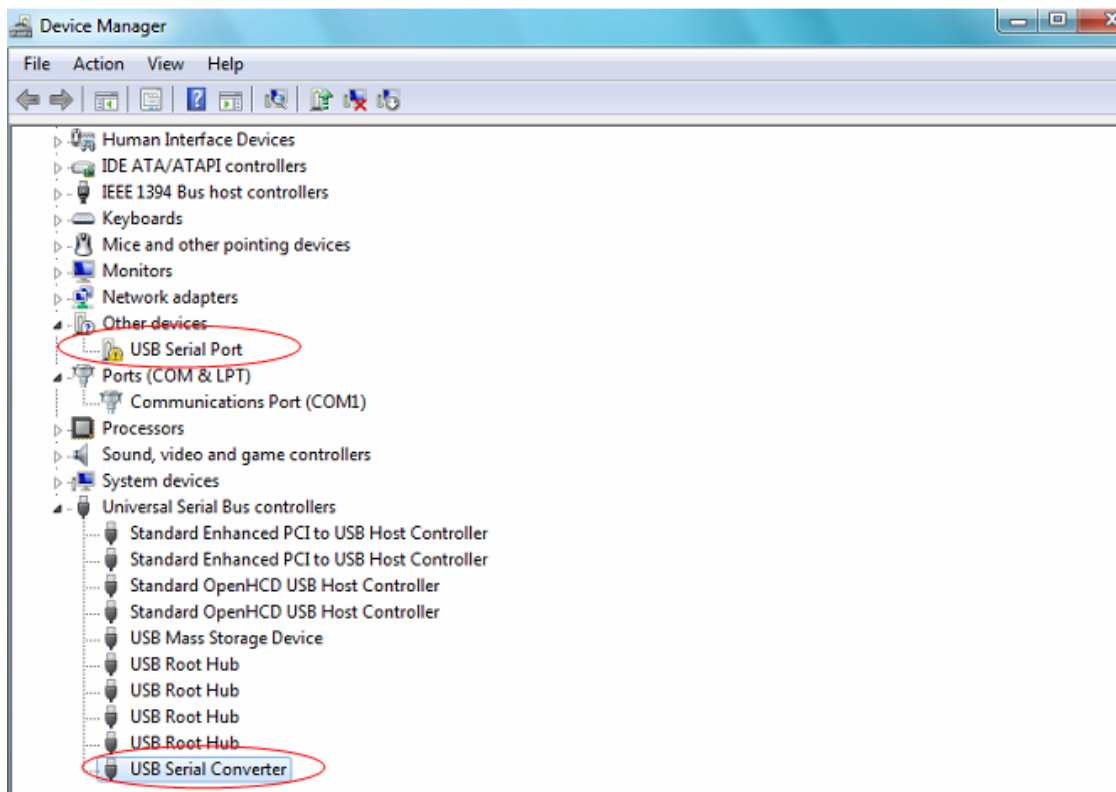 Device Manager
File Action View Help
Human Interface Devices
IDE ATA/ATAPI controllers
IEEE 1394 Bus host controllers
Keyboards
Mice and other pointing devices
Monitors
Network adapters
Other devices
USB Serial Port
Ports (COM & LPT)
Communications Port (COM1)
Processors
Sound, video and game controllers
System devices
Universal Serial Bus controllers
Standard Enhanced PCI to USB Host Controller
Standard Enhanced PCI to USB Host Controller
Standard OpenHCD USB Host Controller
Standard OpenHCD USB Host Controller
USB Mass Storage Device
USB Root Hub
USB Root Hub
USB Root Hub
USB Root Hub
USB Serial Converter